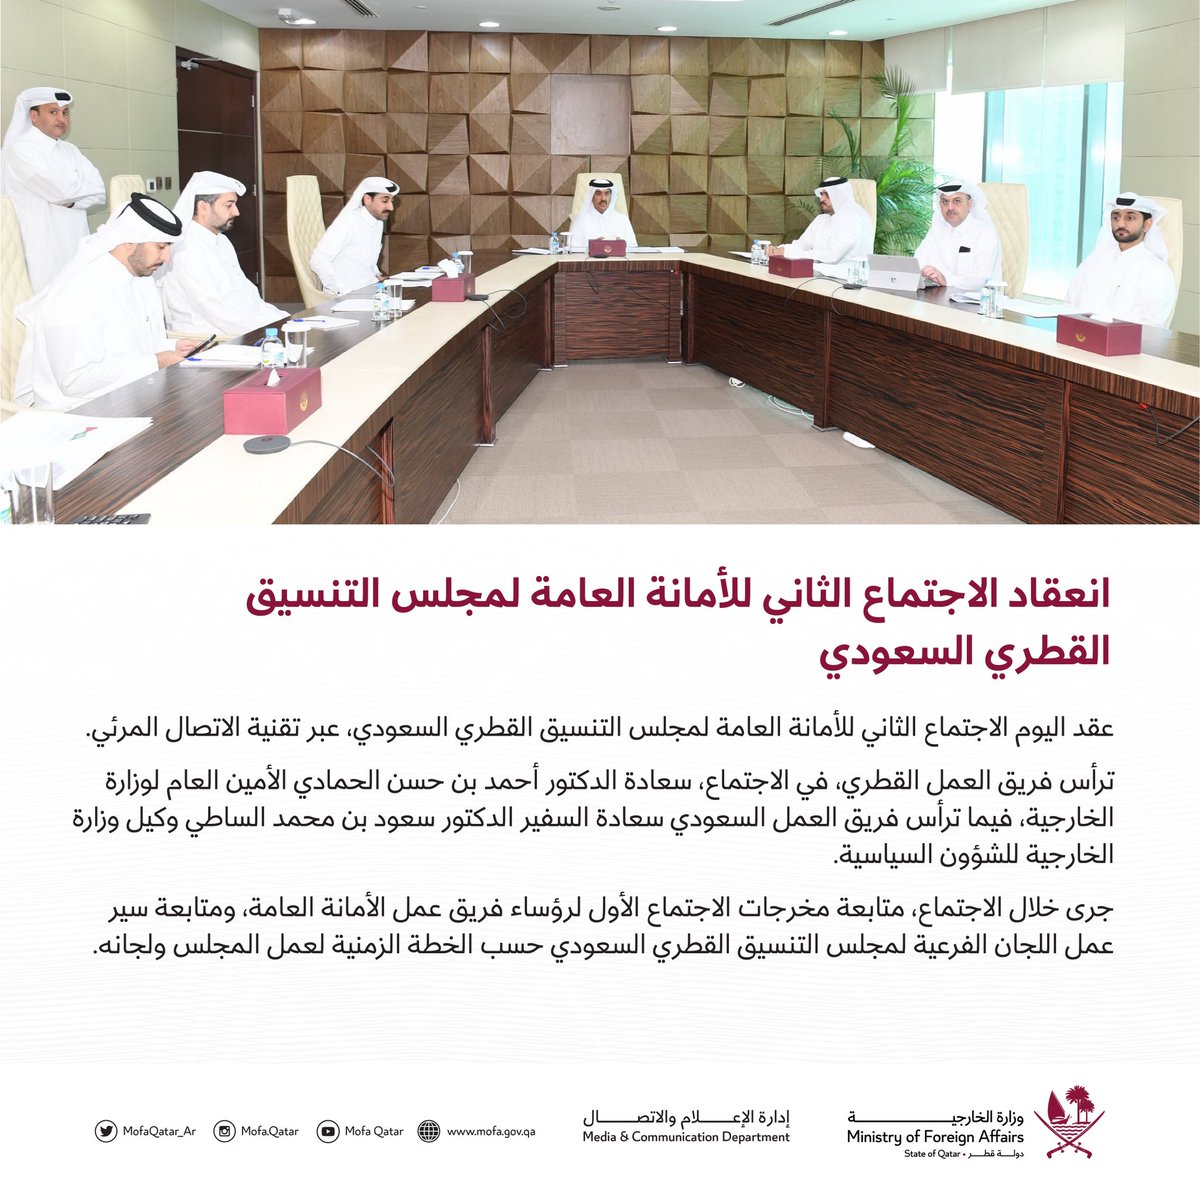 انعقاد الاجتماع الثاني للأمانة العامة لمجلس التنسيق
القطري السعودي
عقد اليوم الاجتماع الثاني للأمانة العامة لمجلس التنسيق القطري السعودي، عبر تقنية الاتصال المرئي.
ترأس فريق العمل القطري، في الاجتماع، سعادة الدكتور أحمد بن حسن الحمادي الأمين العام لوزارة
الخارجية، فيما ترأس فريق العمل السعودي سعادة السفير الدكتور سعود بن محمد الساطي وكيل وزارة
الخارجية للشؤون السياسية.
جرى خلال الاجتماع، متابعة مخرجات الاجتماع الأول لرؤساء فريق عمل الأمانة العامة، ومتابعة سير
عمل اللجان الفرعية لمجلس التنسيق القطري السعودي حسب الخطة الزمنية لعمل المجلس ولجانه.
وزارة الخارجية
Ministry of Foreign Affairs
State of Qatar • دولة قطر
إدارة الإعلام والاتصال
Media & Communication Department
MofaQatar_Ar
Mofa.Qatar
Mofa Qatar
www.mofa.gov.qa